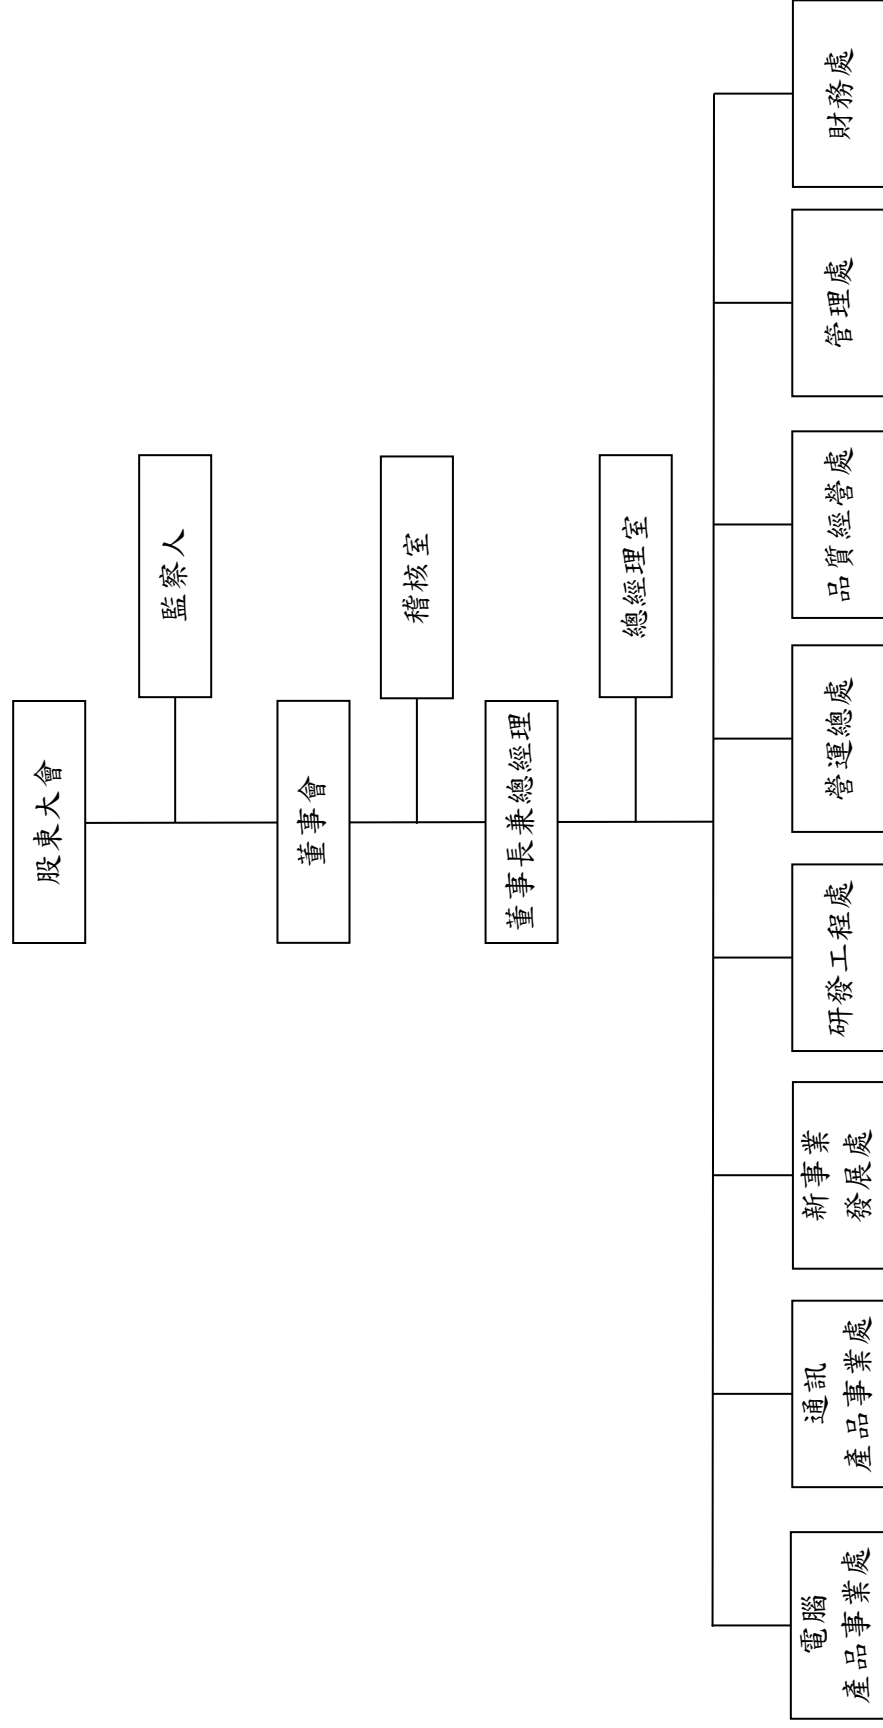 股東大會
監察人
董事會
稽核室
董事長兼總經理
總經理室
電腦
產品事業處
通訊
產品事業處
新事業
發展處
研發工程處
營運總處
品質經營處
管理處
財務處